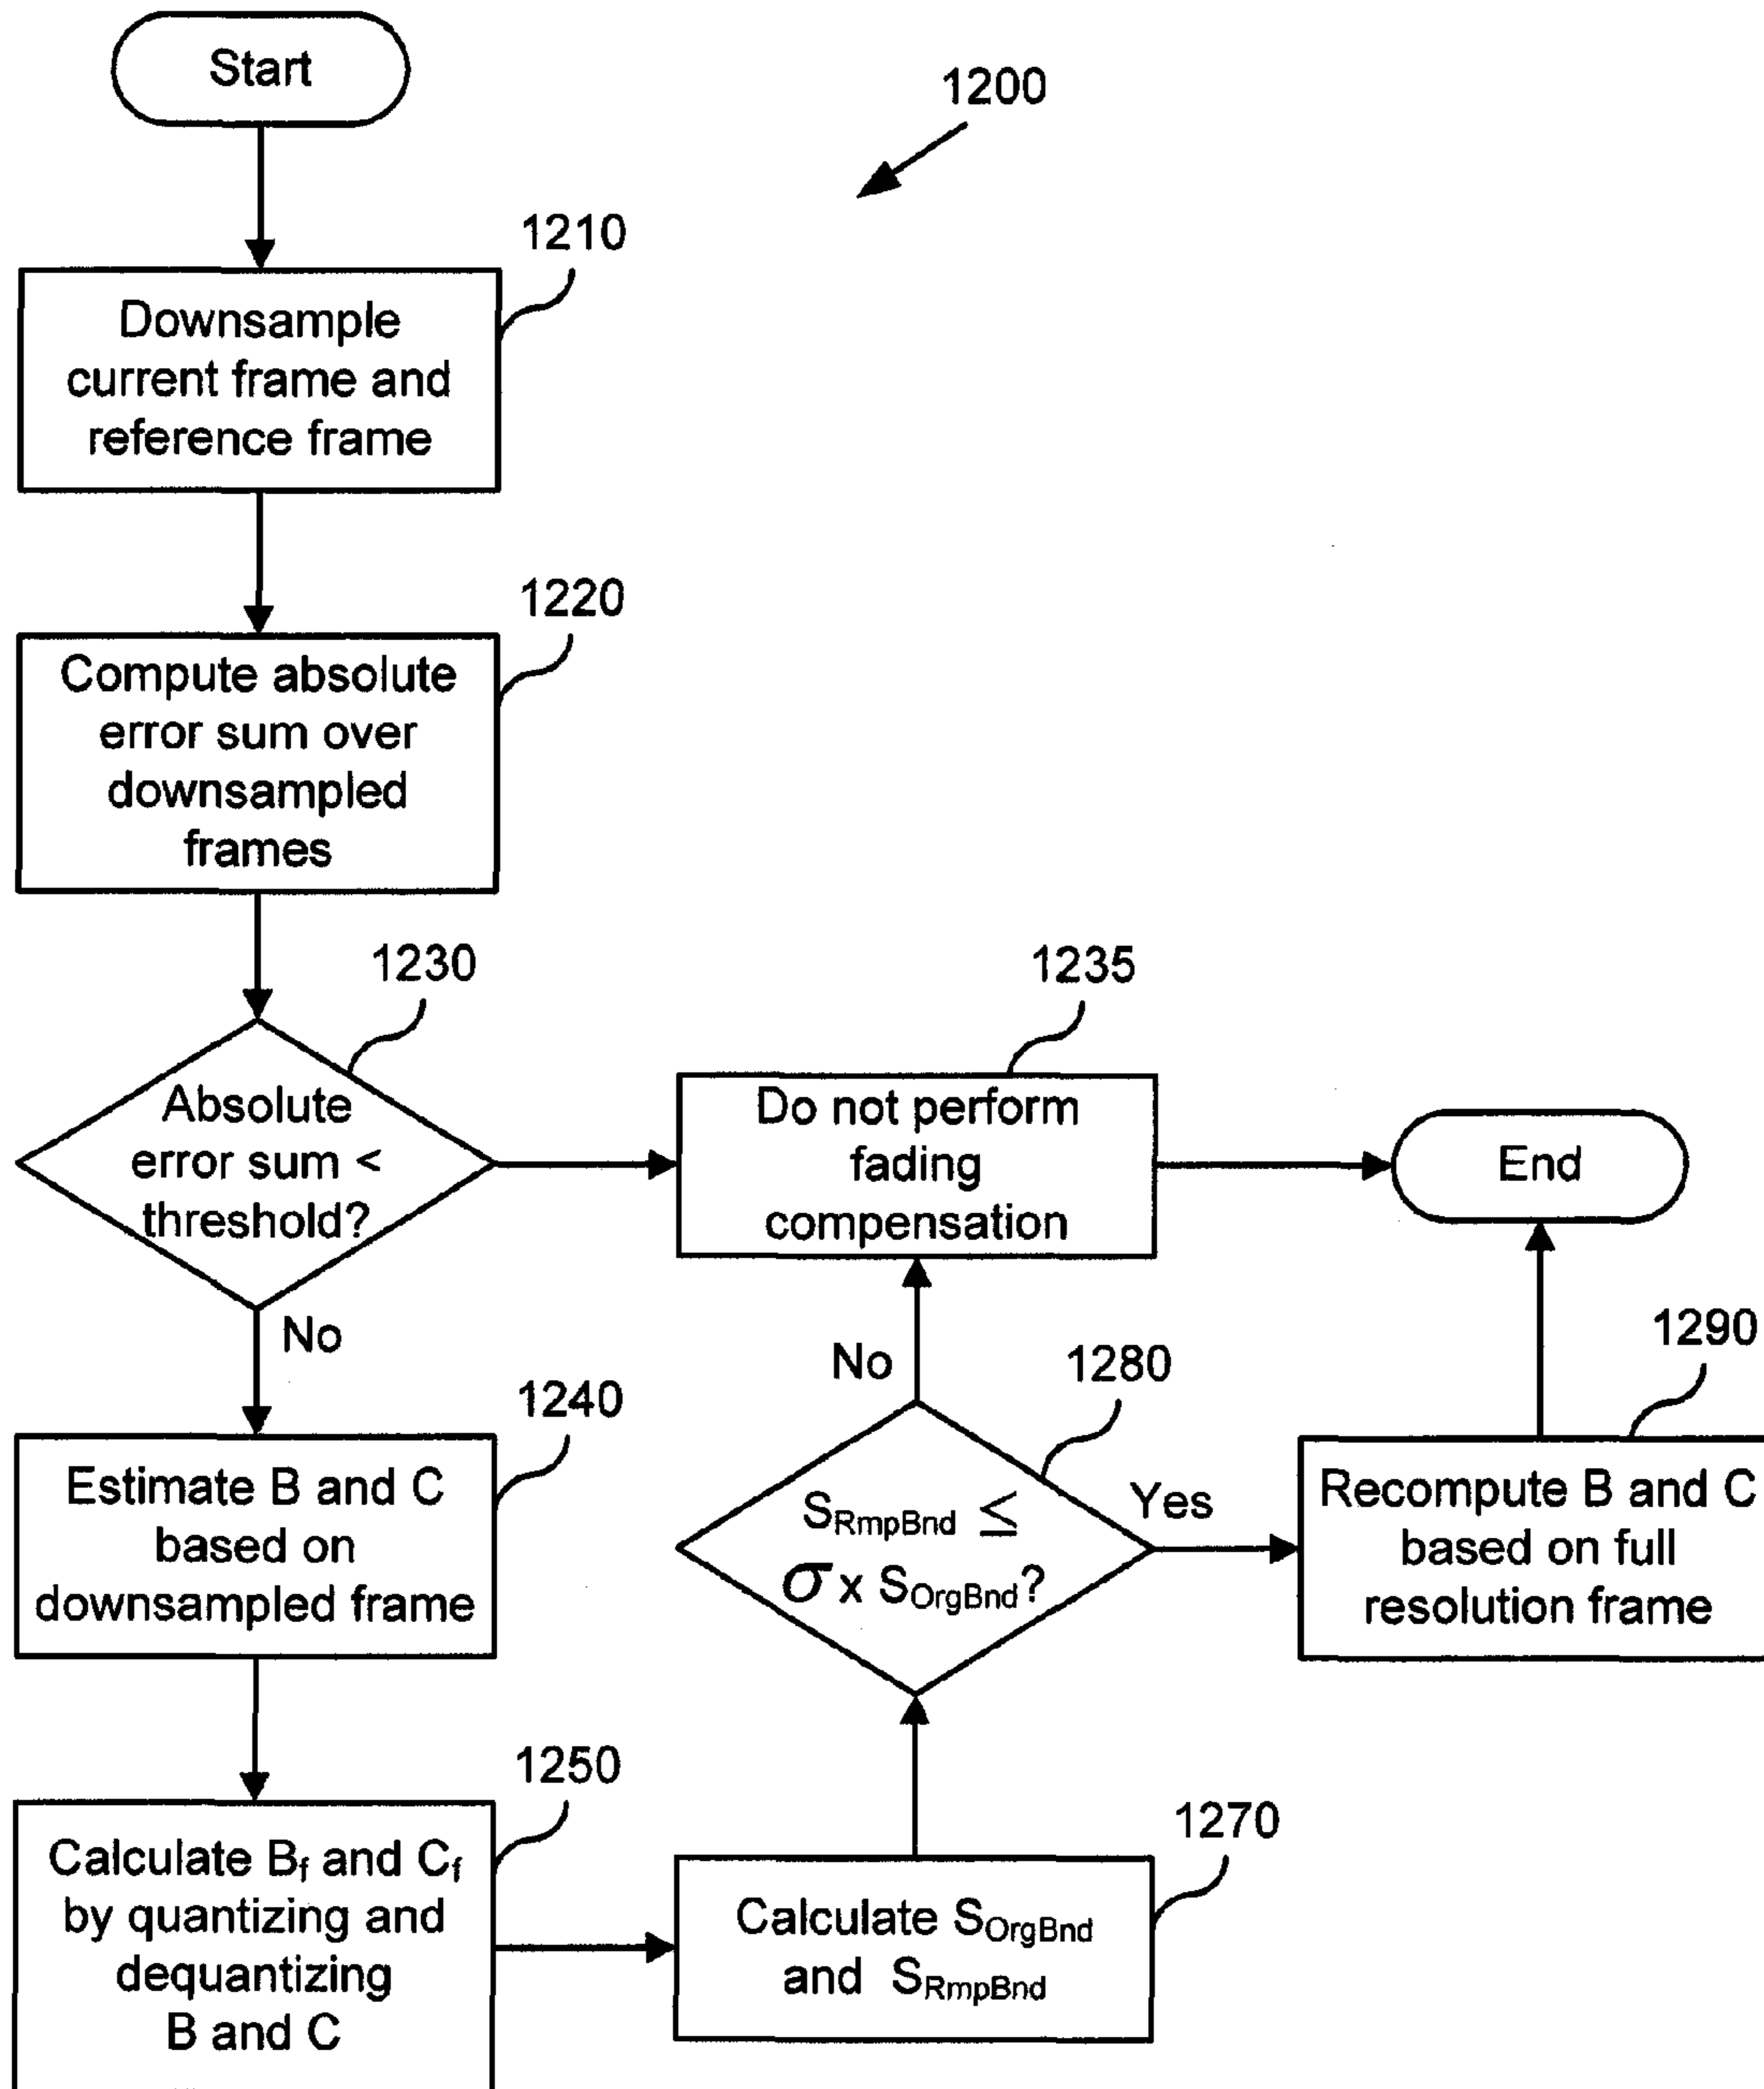 Start
1200
1210
Downsample
current frame and
reference frame
1220
Compute absolute
error sum over
downsampled
frames
1230
Absolute
error sum <
threshold?
1235
Do not perform
fading
compensation
End
No
1240
Estimate B and C
based on
downsampled frame
No
1280
S_RmpBnd ≤
σ x S_OrgBnd?
Yes
1290
Recompute B and C
based on full
resolution frame
1250
Calculate B_f and C_f
by quantizing and
dequantizing
B and C
1270
Calculate S_OrgBnd
and S_RmpBnd